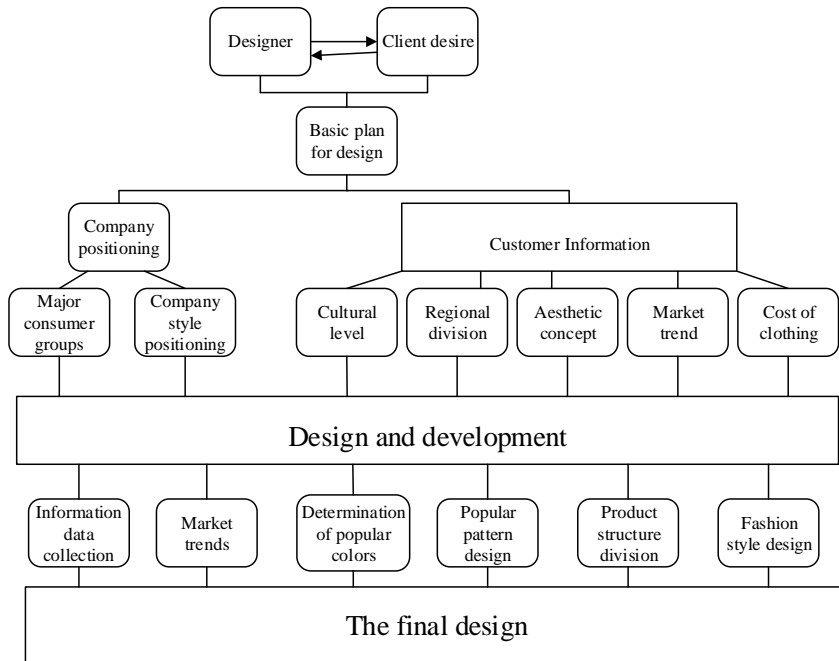 Designer
Client desire
Basic plan
for design
Company
positioning
Customer Information
Major
consumer
groups
Company
style
positioning
Cultural
level
Regional
division
Aesthetic
concept
Market
trend
Cost of
clothing
Design and development
Information
data
collection
Market
trends
Determination
of popular
colors
Popular
pattern
design
Product
structure
division
Fashion
style design
The final design